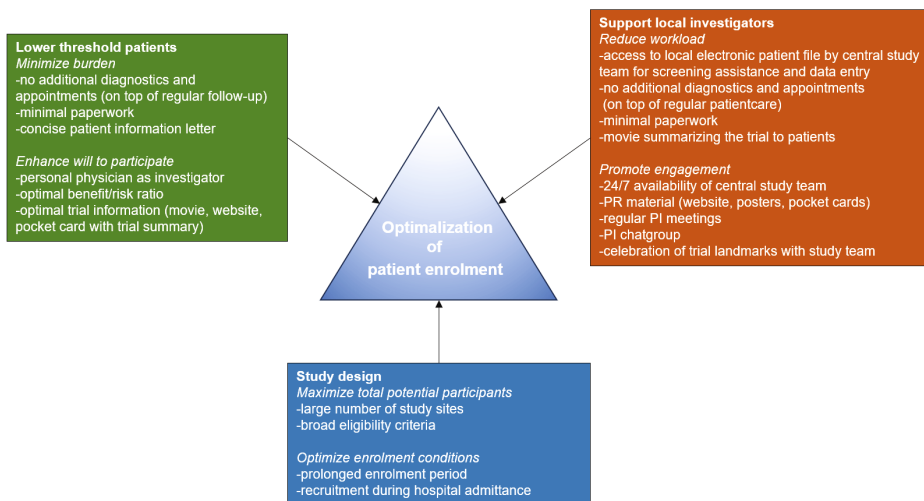 Lower threshold patients
Minimize burden
-no additional diagnostics and
appointments (on top of regular follow-up)
-minimal paperwork
-concise patient information letter
Enhance will to participate
-personal physician as investigator
-optimal benefit/risk ratio
-optimal trial information (movie, website,
pocket card with trial summary)
Support local investigators
Reduce workload
-access to local electronic patient file by central study
team for screening assistance and data entry
-no additional diagnostics and appointments
(on top of regular patientcare)
-minimal paperwork
-movie summarizing the trial to patients
Promote engagement
-24/7 availability of central study team
-PR material (website, posters, pocket cards)
-regular PI meetings
-PI chatgroup
-celebration of trial landmarks with study team
Optimalization
of
patient enrolment
Study design
Maximize total potential participants
-large number of study sites
-broad eligibility criteria
Optimize enrolment conditions
-prolonged enrolment period
-recruitment during hospital admittance